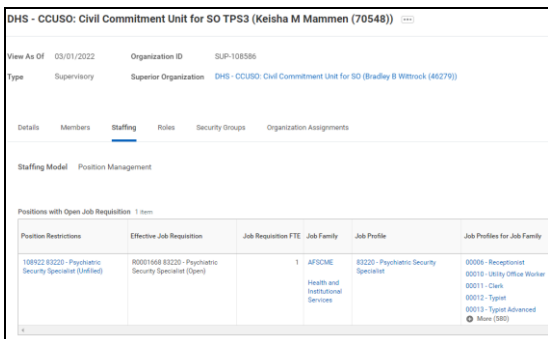 DHS - CCUSO: Civil Commitment Unit for SO TPS3 (Keisha M Mammen (70548))
View As Of 03/01/2022 Organization ID SUP-108586
Type Supervisory Superior Organization DHS - CCUSO: Civil Commitment Unit for SO (Bradley B Wittrock (46279))
Details Members Staffing Roles Security Groups Organization Assignments
Staffing Model Position Management
Positions with Open Job Requisition 1 item
Position Restrictions Effective Job Requisition Job Requisition FTE Job Family Job Profile Job Profiles for Job Family
108922 83220 - Psychiatric R0001668 83220 - Psychiatric 1 AFSCME 83220 - Psychiatric Security 00006 - Receptionist
Security Specialist (Unfilled) Security Specialist (Open) Specialist 00010 - Utility Office Worker
Health and 00011 - Clerk
Institutional 00012 - Typist
Services 00013 - Typist Advanced
More (580)